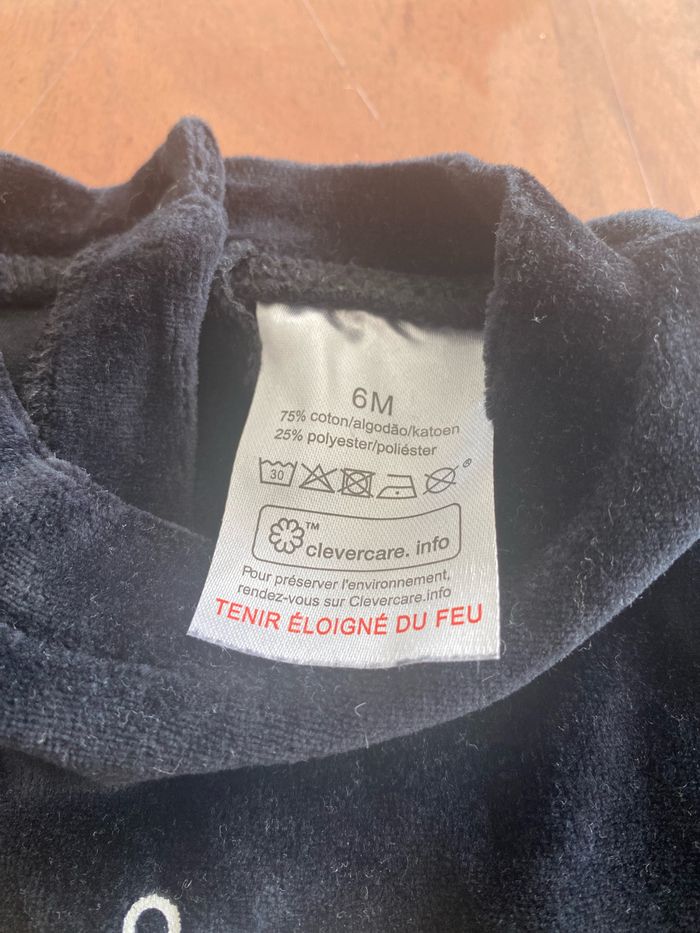 6M
75% coton/algodão/katoen
25% polyester/poliéster
30
®
™
clevercare. info
Pour préserver l'environnement,
rendez-vous sur Clevercare.info
TENIR ÉLOIGNÉ DU FEU